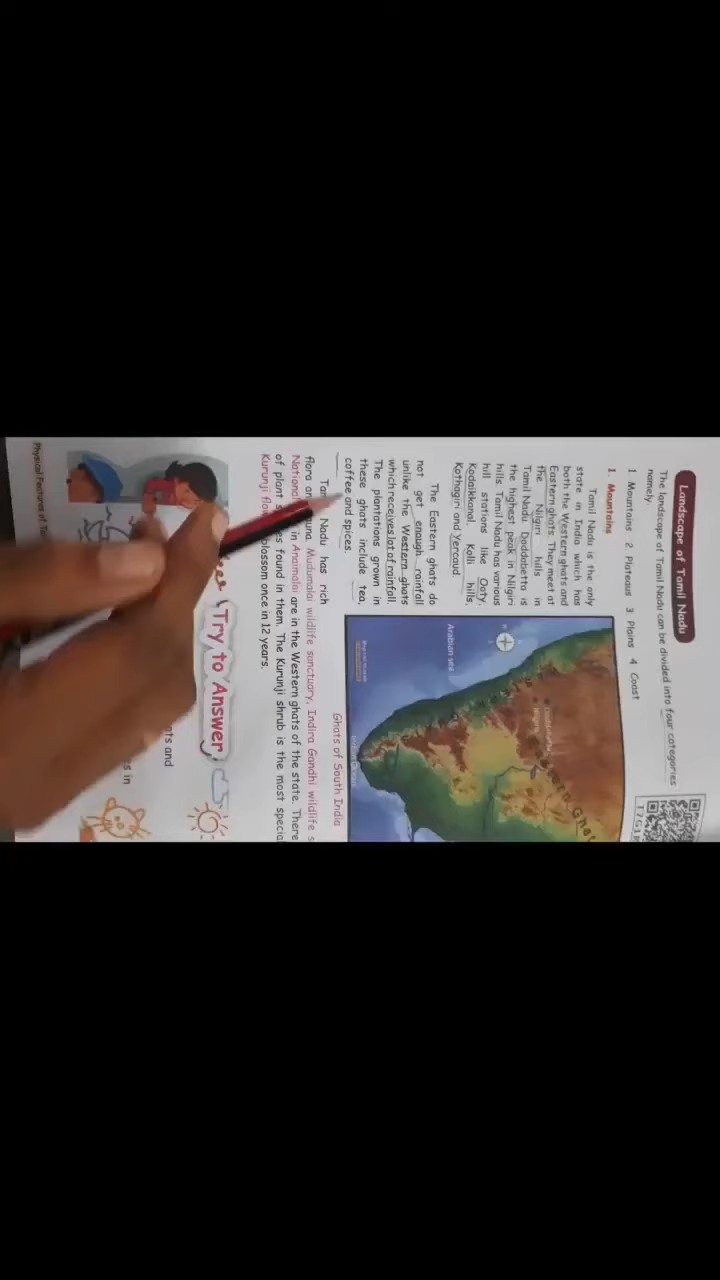 Landscape of Tamil Nadu
The landscape of Tamil Nadu can be divided into four categories
namely.
1 Mountains 2 Plateaus 3 Plains 4 Coast
1. Mountains
Tamil Nadu is the only
state in India which has
both the Western ghats and
Eastern ghats. They meet at
the Nilgiri hills in
Tamil Nadu. Doddabetta is
the highest peak in Nilgiri
hills. Tamil Nadu has various
hill stations like Ooty,
Kodaikkanal, Kolli hills,
Kothagiri and Yercaud.
The Eastern ghats do
not get enough rainfall
unlike the Western ghats
which receives lot of rainfall.
The plantations grown in
these ghats include tea,
coffee and spices.
Arabian sea
Ghats of South India
Nadu has rich
flora Mudumalai wildlife sanctuary, Indira Gandhi wildlife
National in Anaimalai are in the Western ghats of the state. There
of plant found in them. The Kurunji shrub is the most
Kurunji blossom once in 12 years.
Try to Answer
and
in
Physical Features of